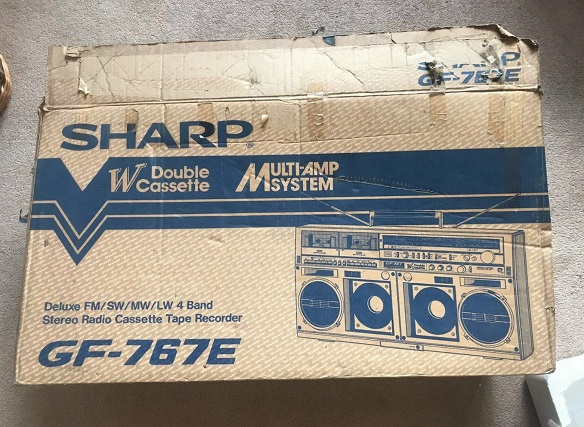 SHARP
GF-767E
SHARP
W Double
Cassette
MULTI-AMP
SYSTEM
Deluxe FM/SW/MW/LW 4 Band
Stereo Radio Cassette Tape Recorder
GF-767E